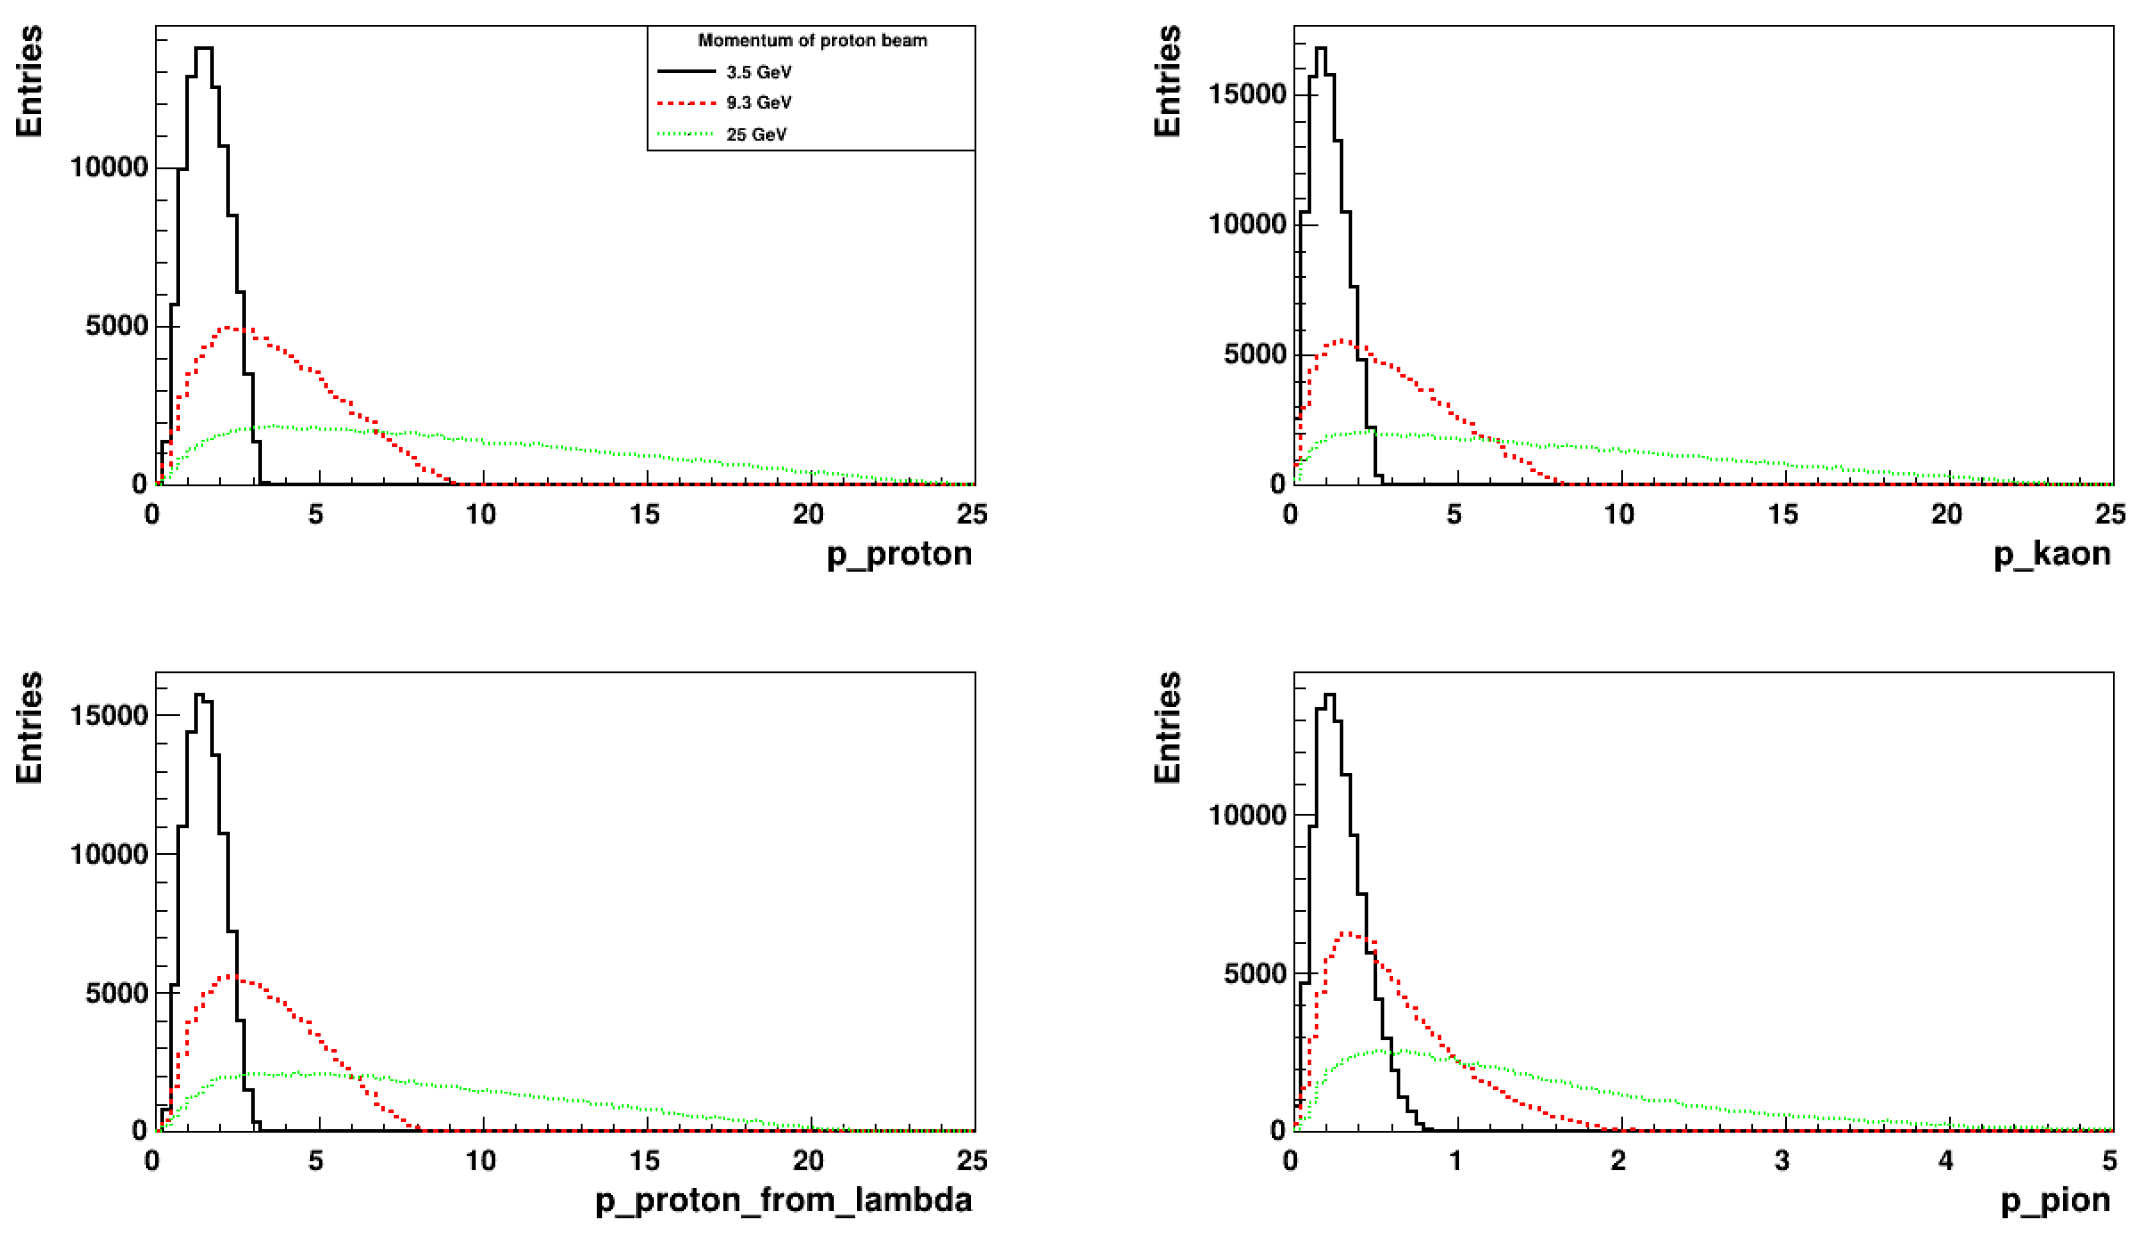 Entries
10000
5000
0
Momentum of proton beam
3.5 GeV
9.3 GeV
25 GeV
0 5 10 15 20 25
p_proton
Entries
15000
10000
5000
0
0 5 10 15 20 25
p_kaon
Entries
15000
10000
5000
0
0 5 10 15 20 25
p_proton_from_lambda
Entries
10000
5000
0
0 1 2 3 4 5
p_pion